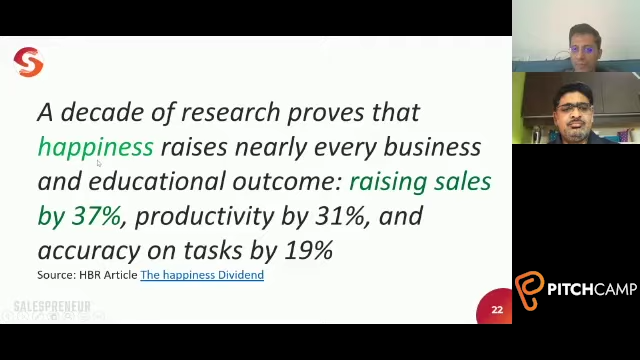 A decade of research proves that
happiness raises nearly every business
and educational outcome: raising sales
by 37%, productivity by 31%, and
accuracy on tasks by 19%
Source: HBR Article The happiness Dividend
SALESPRENEUR
22
PITCHCAMP